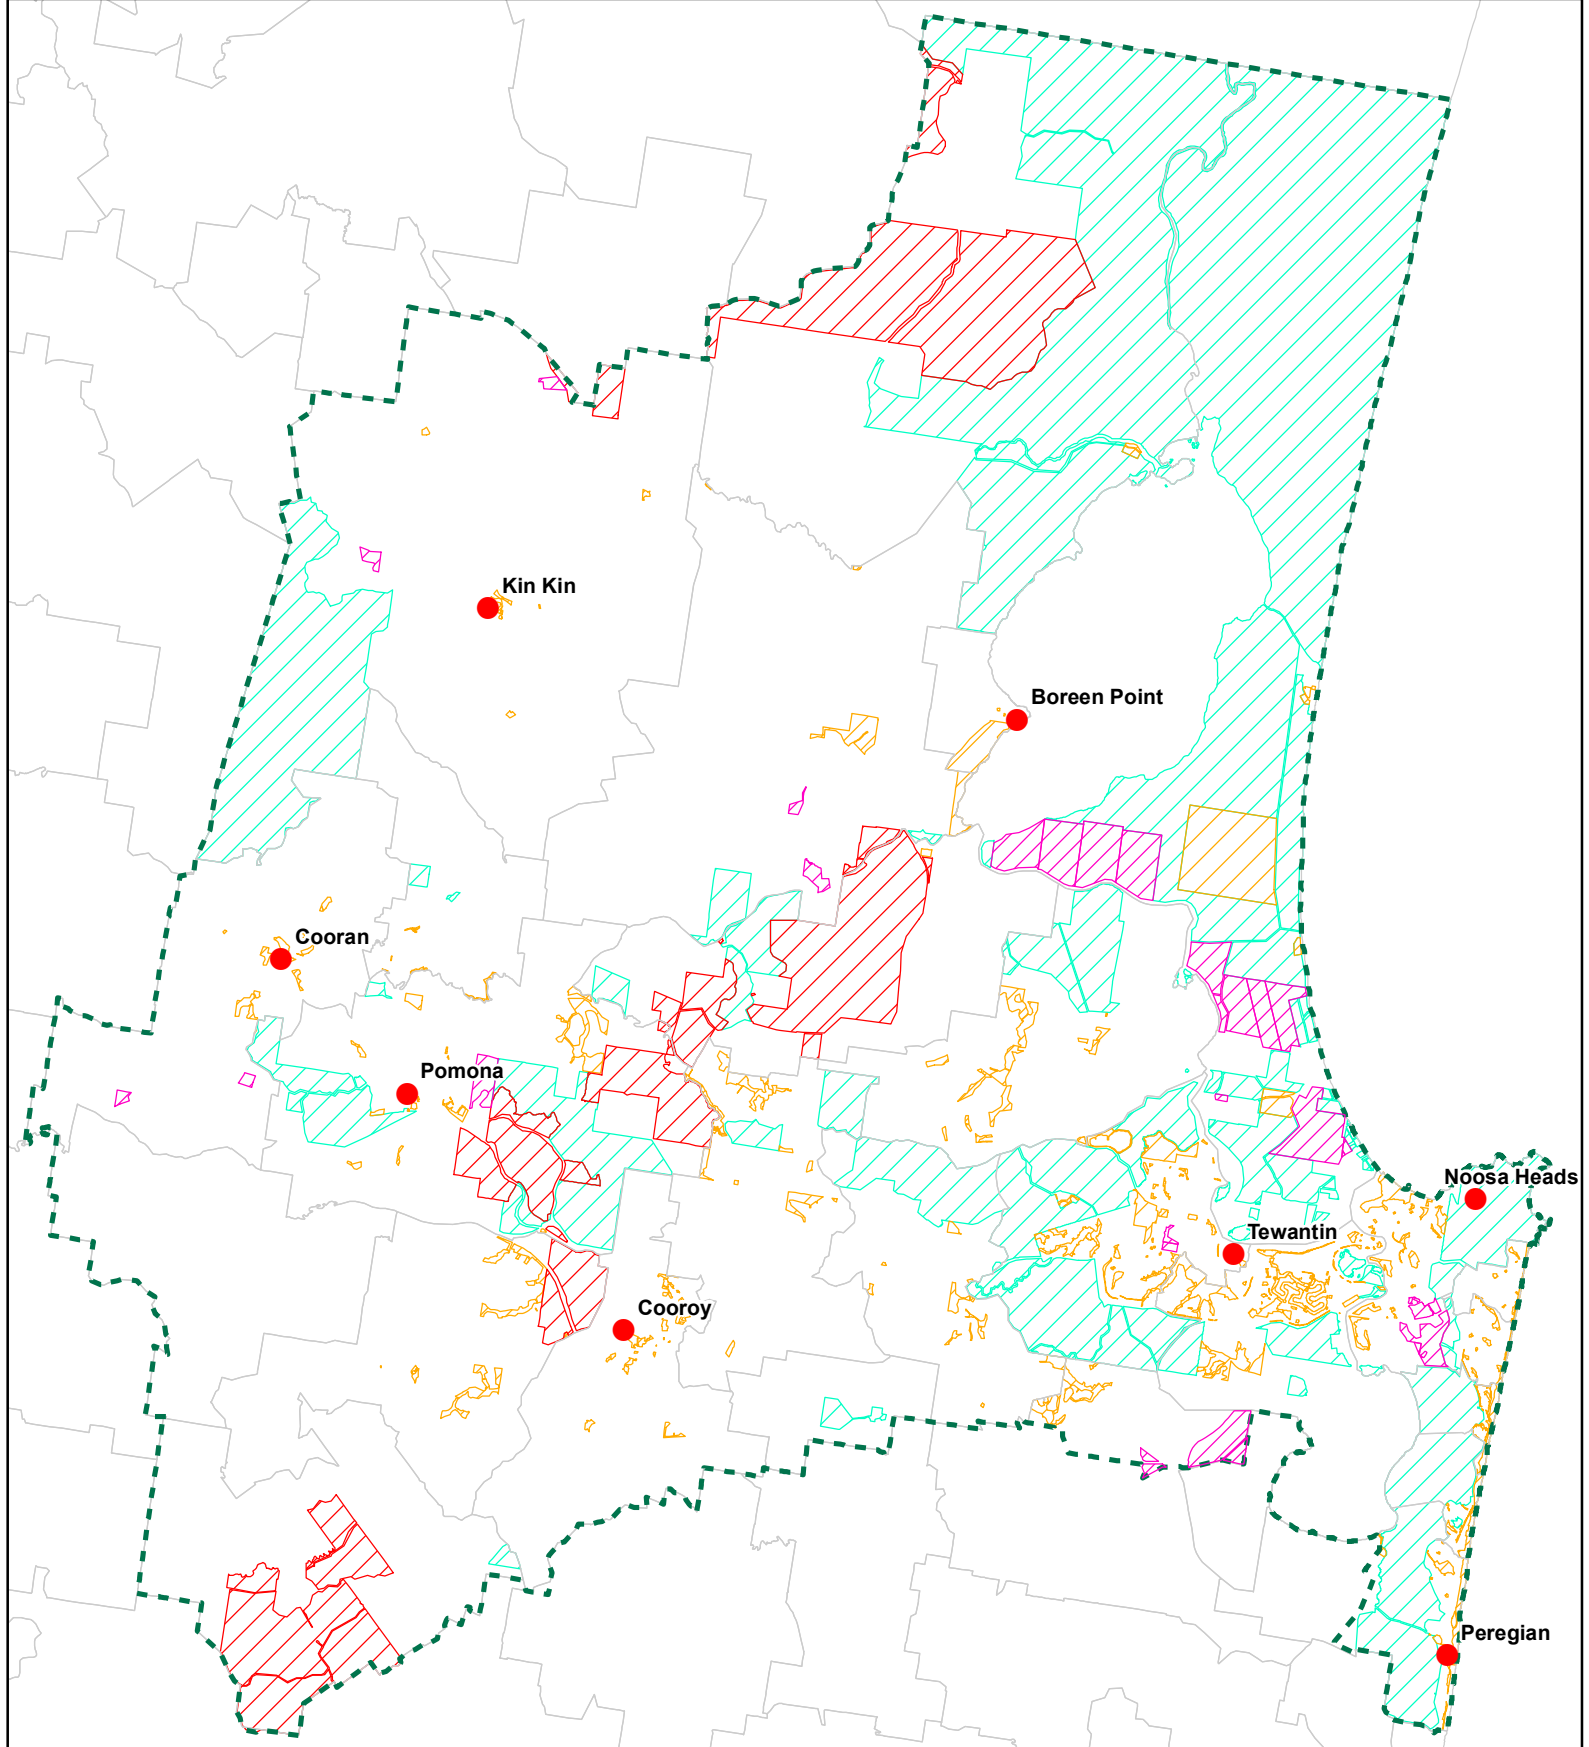 Kin Kin
Boreen Point
Cooran
Pomona
Noosa Heads
Tewantin
Cooroy
Peregian